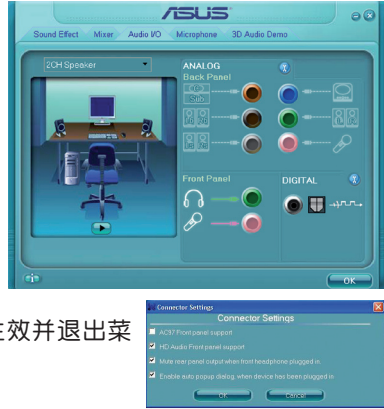 ASUS
Sound Effect Mixer Audio I/O Microphone 3D Audio Demo
2CH Speaker
ANALOG
Back Panel
Sub
Front Panel
DIGITAL
OK
效并退出菜
Connector Settings
Connector Settings
AC97 Front panel support
HD Audio Front panel support
Mute rear panel output when front headphone plugged in.
Enable auto popup dialog, when device has been plugged in
OK Cancel